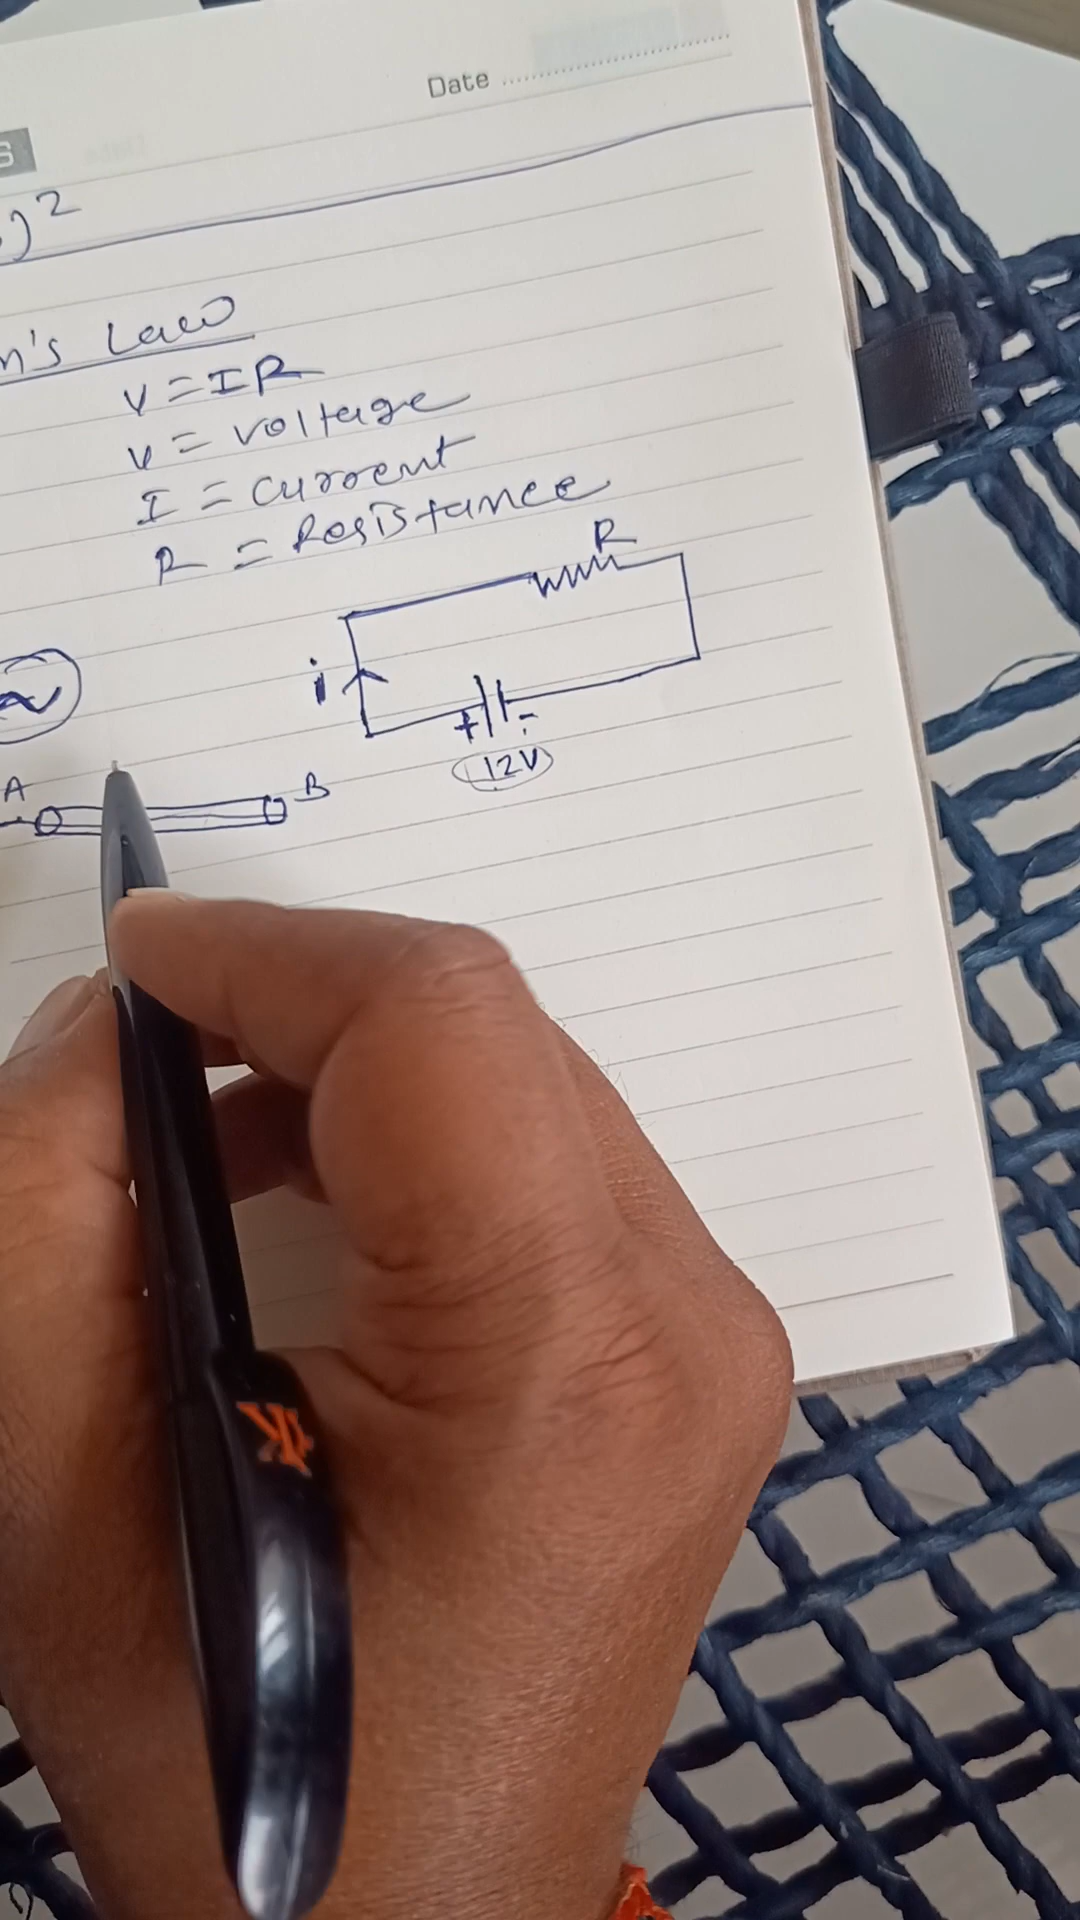 Date
S
)²
n's Law
V = IR
V = voltage
I = current
R = Resistance
R
i
+ -
12V
A B